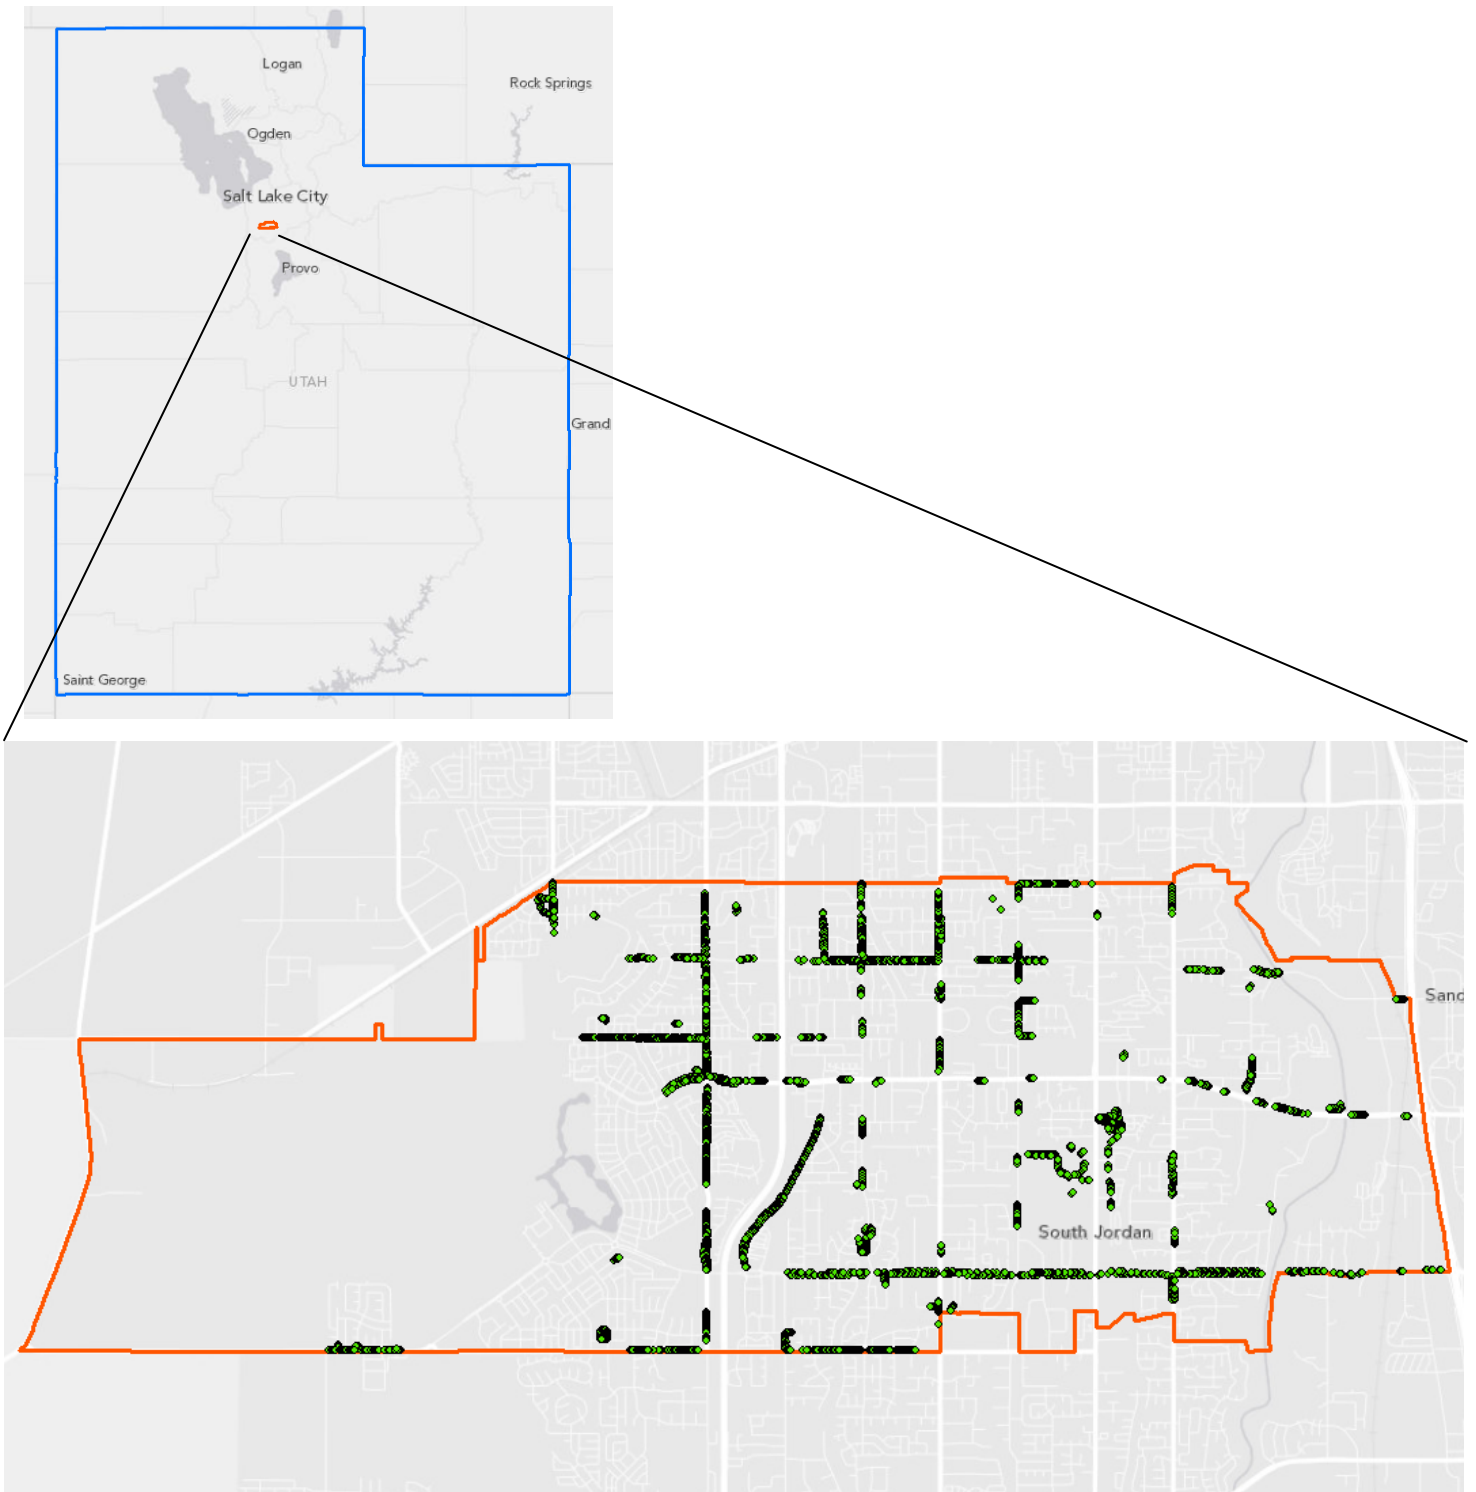 Logan
Rock Springs
Ogden
Salt Lake City
Provo
UTAH
Grand
Saint George
Sand
South Jordan